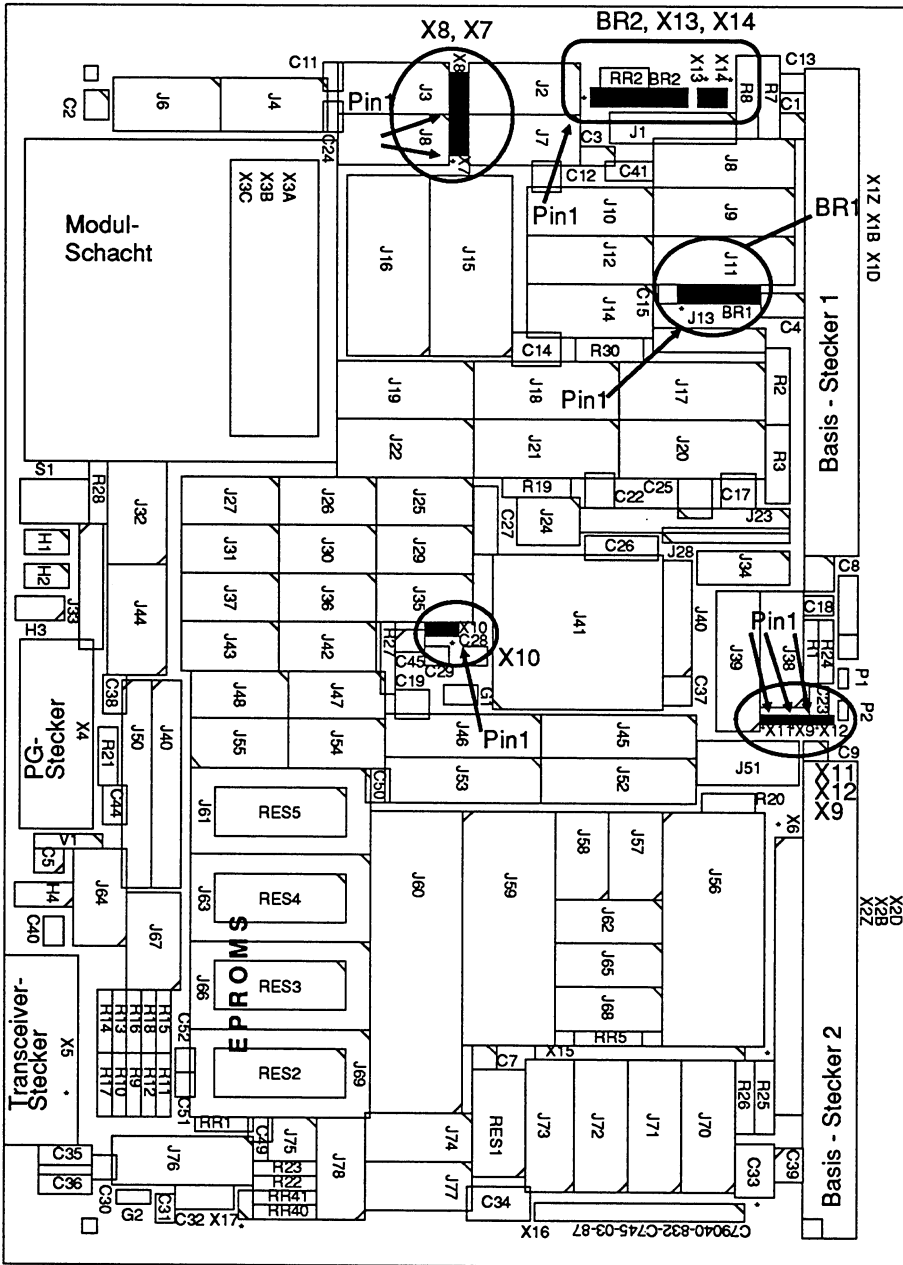 X8, X7
BR2, X13, X14
C11
C13
X8
RR2 BR2
X13
X14
R8
R7
C1
C2
J6
J4
J3
J2
Pin1
J1
C3
J8
X7
J7
C24
C12
C41
J8
X3A
X3B
X3C
Modul-
Schacht
J16
J15
J10
J9
Pin1
BR1
J12
J11
X1Z X1B X1D
Basis - Stecker 1
C15
J14
J13
BR1
C4
C14
R30
Pin1
J19
J18
J17
R2
J22
J21
J20
R3
S1
R28
J32
J27
J26
J25
R19
C22
C25
C17
C27
J24
J23
H1
J31
J30
J29
C26
J28
J34
C8
H2
J44
J37
J36
J35
J41
J40
J33
H3
C18
R27
X10
C28
Pin1
J39
J38
R1
R24
J43
J42
C45
C29
X10
P1
PG-
Stecker
X4
C38
J50
J40
J48
J47
C19
G1
C37
C23
P2
Pin1
R21
J55
J54
J46
J45
X11 X9 X12
C9
J51
X11
X12
X9
C44
C50
J53
J52
R20
X6
J61
RES5
V1
C5
J64
J60
J59
J58
J57
J56
H4
J63
RES4
X2D
X2B
X2Z
C40
J67
J62
EPROMS
J66
RES3
J65
J68
Transceiver-
Stecker
X5
R14
R13
R16
R18
R15
C52
RR5
Basis - Stecker 2
J69
RES2
C7
X15
R17
R10
R9
R12
R11
C51
RES1
J73
J72
J71
J70
R26
R25
RR1
C49
J75
J78
J74
C35
J76
R23
C33
C39
C36
R22
J77
C30
G2
C31
C32
X17
RR41
RR40
C34
X16
C79040-832-C745-03-87